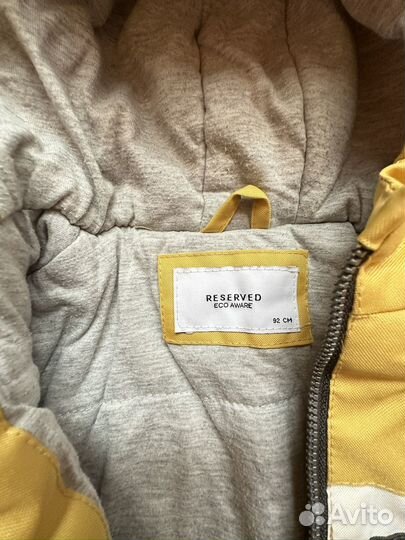 RESERVED
ECO AWARE
92 CM
Avito